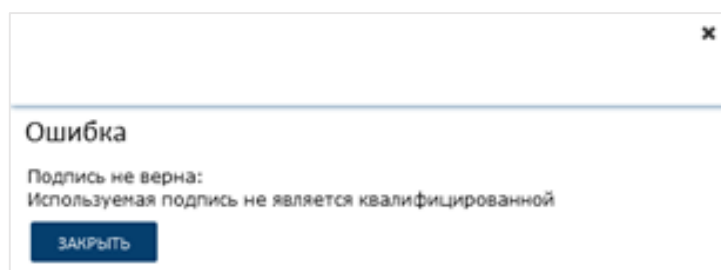 Ошибка
Подпись не верна:
Используемая подпись не является квалифицированной
ЗАКРЫТЬ